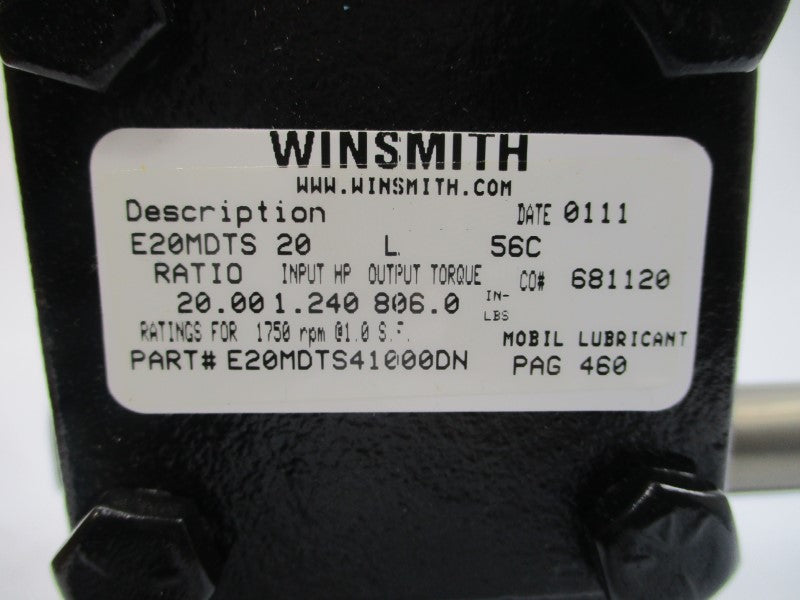 WINSMITH
WWW.WINSMITH.COM
Description DATE 0111
E20MDTS 20 L 56C
RATIO INPUT HP OUTPUT TORQUE CO# 681120
20.00 1.240 806.0 IN-LBS
RATINGS FOR 1750 rpm @1.0 S.F.
MOBIL LUBRICANT
PART# E20MDTS41000DN PAG 460